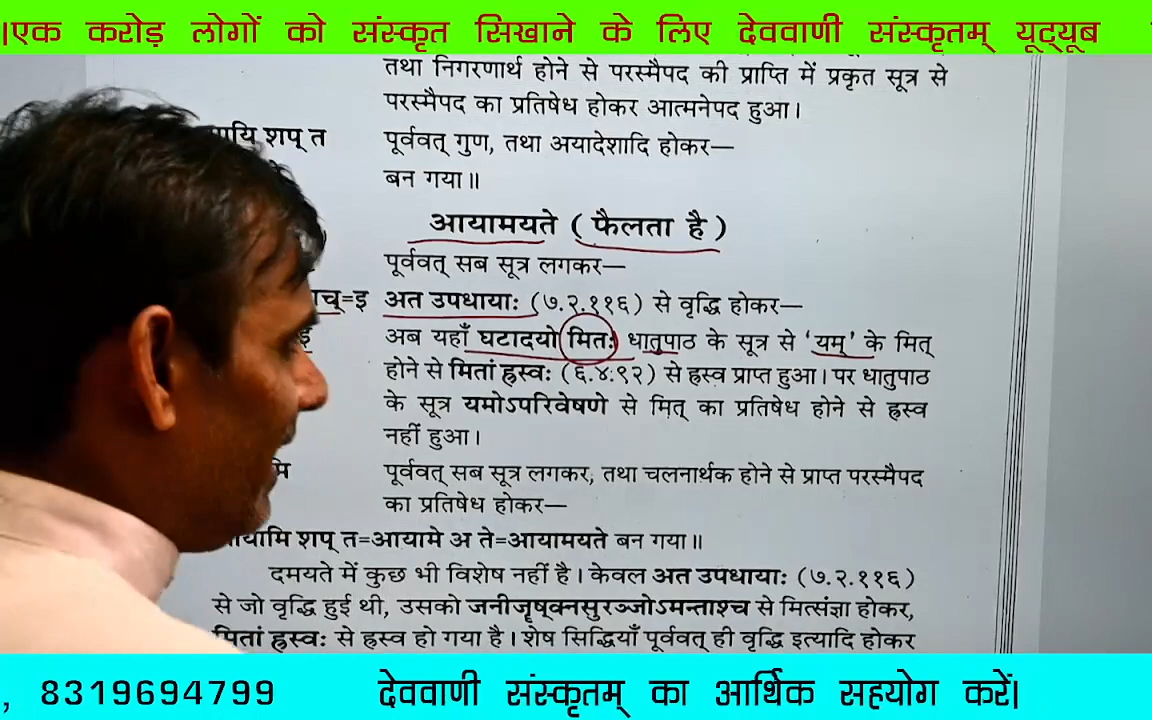 ।एक करोड़ लोगों को संस्कृत सिखाने के लिए देववाणी संस्कृतम् यूट्यूब
तथा निगरणार्थ होने से परस्मैपद की प्राप्ति में प्रकृत सूत्र से
परस्मैपद का प्रतिषेध होकर आत्मनेपद हुआ।
शप् त पूर्ववत् गुण, तथा अयादेशादि होकर—
बन गया॥
आयामयते ( फैलता है )
पूर्ववत् सब सूत्र लगकर—
अत उपधायाः (७.२.११६) से वृद्धि होकर—
अब यहाँ घटादयो मितः धातुपाठ के सूत्र से ‘यम्’ के मित्
होने से मितां ह्रस्वः (६.४.९२) से ह्रस्व प्राप्त हुआ। पर धातुपाठ
के सूत्र यमोऽपरिवेषणे से मित् का प्रतिषेध होने से ह्रस्व
नहीं हुआ।
पूर्ववत् सब सूत्र लगकर, तथा चलनार्थक होने से प्राप्त परस्मैपद
का प्रतिषेध होकर—
शप् त=आयामे अ ते=आयामयते बन गया॥
दमयते में कुछ भी विशेष नहीं है। केवल अत उपधायाः (७.२.११६)
से जो वृद्धि हुई थी, उसको जनीजॄष्क्नसुरञ्जोऽमन्ताश्च से मित्संज्ञा होकर,
मितां ह्रस्वः से ह्रस्व हो गया है। शेष सिद्धियाँ पूर्ववत् ही वृद्धि इत्यादि होकर
, 8319694799 देववाणी संस्कृतम् का आर्थिक सहयोग करें।